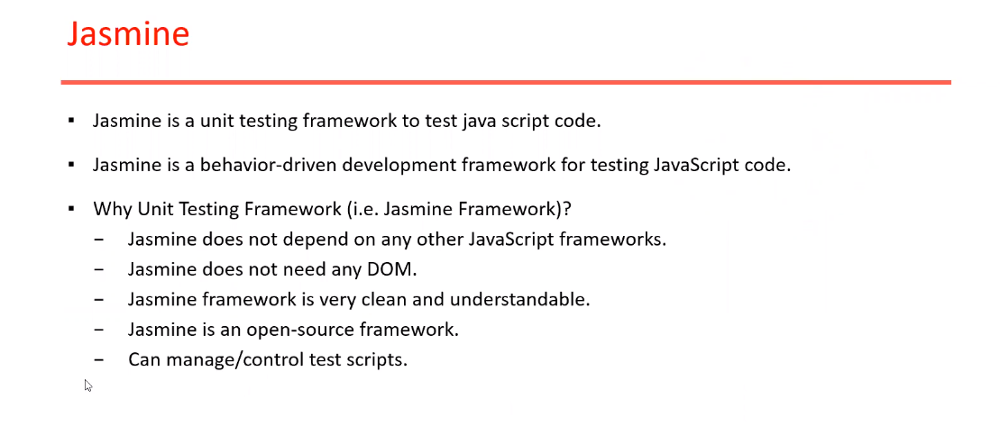 Jasmine
▪ Jasmine is a unit testing framework to test java script code.
▪ Jasmine is a behavior-driven development framework for testing JavaScript code.
▪ Why Unit Testing Framework (i.e. Jasmine Framework)?
– Jasmine does not depend on any other JavaScript frameworks.
– Jasmine does not need any DOM.
– Jasmine framework is very clean and understandable.
– Jasmine is an open-source framework.
– Can manage/control test scripts.